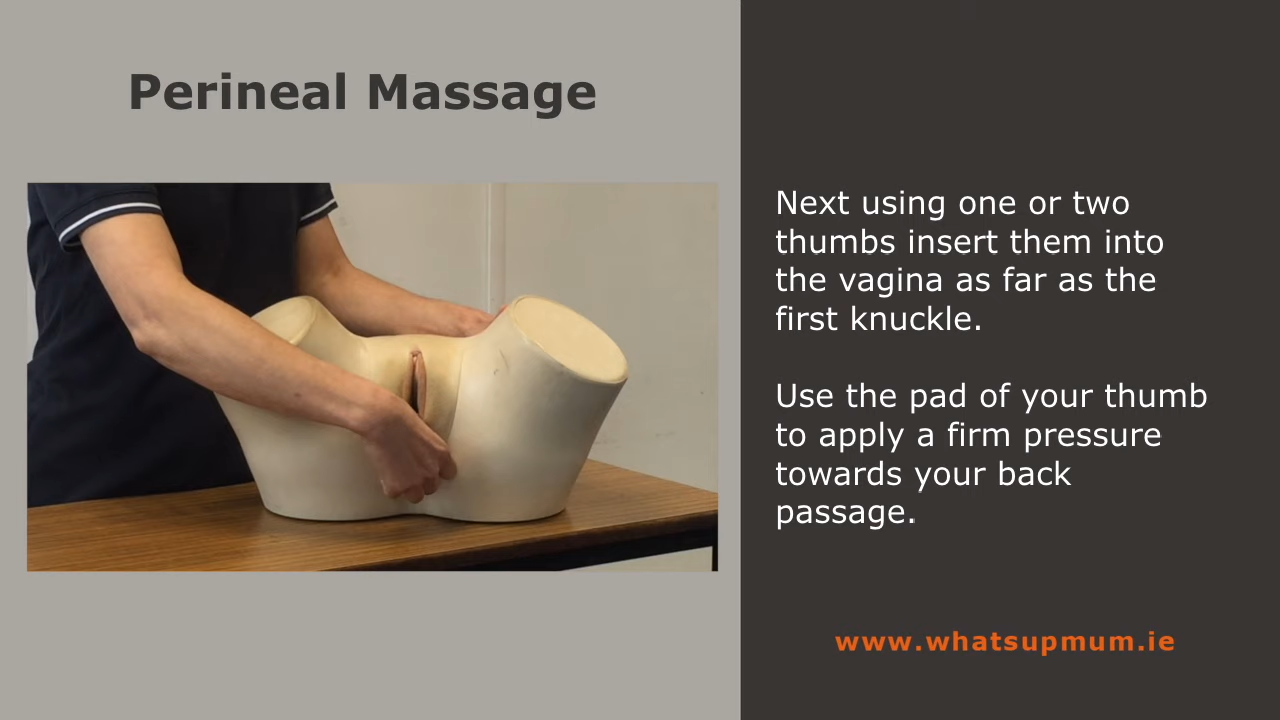 Perineal Massage
Next using one or two
thumbs insert them into
the vagina as far as the
first knuckle.
Use the pad of your thumb
to apply a firm pressure
towards your back
passage.
www.whatsupmum.ie